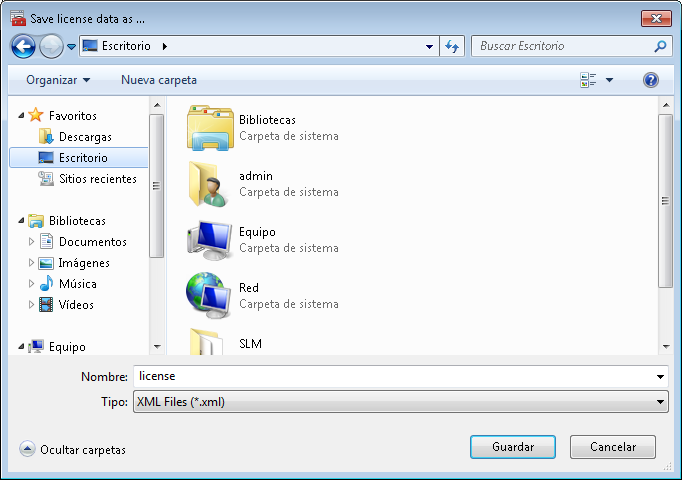 Save license data as ...
Escritorio
Buscar Escritorio
Organizar
Nueva carpeta
Favoritos
Descargas
Escritorio
Sitios recientes
Bibliotecas
Documentos
Imágenes
Música
Vídeos
Equipo
Bibliotecas
Carpeta de sistema
admin
Carpeta de sistema
Equipo
Carpeta de sistema
Red
Carpeta de sistema
SLM
Nombre: license
Tipo: XML Files (*.xml)
Ocultar carpetas
Guardar
Cancelar